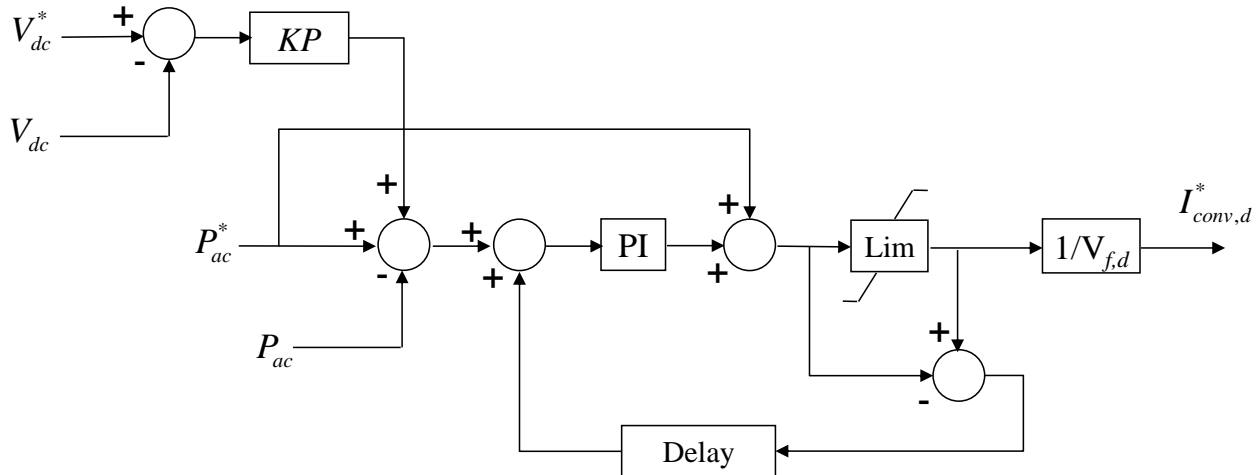 V*dc
+
-
KP
Vdc
+
+
+
+
P*ac
-
+
PI
+
Lim
1/Vf,d
I*conv,d
Pac
+
-
Delay